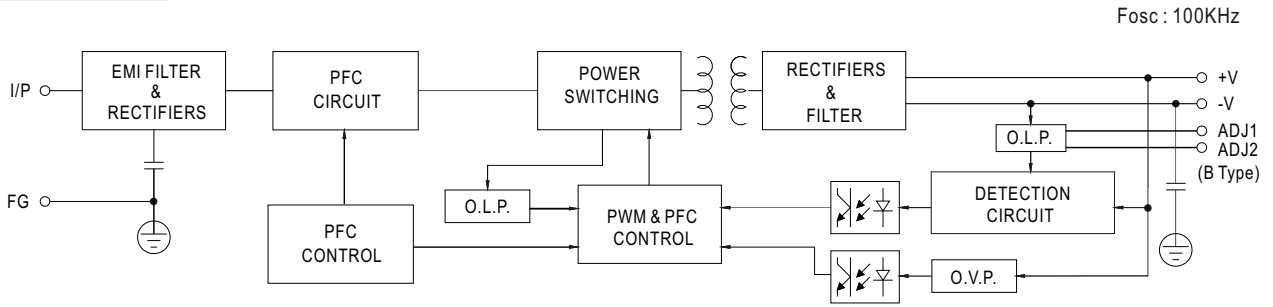 Fosc : 100KHz
I/P
EMI FILTER
&
RECTIFIERS
PFC
CIRCUIT
POWER
SWITCHING
RECTIFIERS
&
FILTER
+V
-V
O.L.P.
ADJ1
ADJ2
(B Type)
FG
PFC
CONTROL
O.L.P.
PWM & PFC
CONTROL
DETECTION
CIRCUIT
O.V.P.